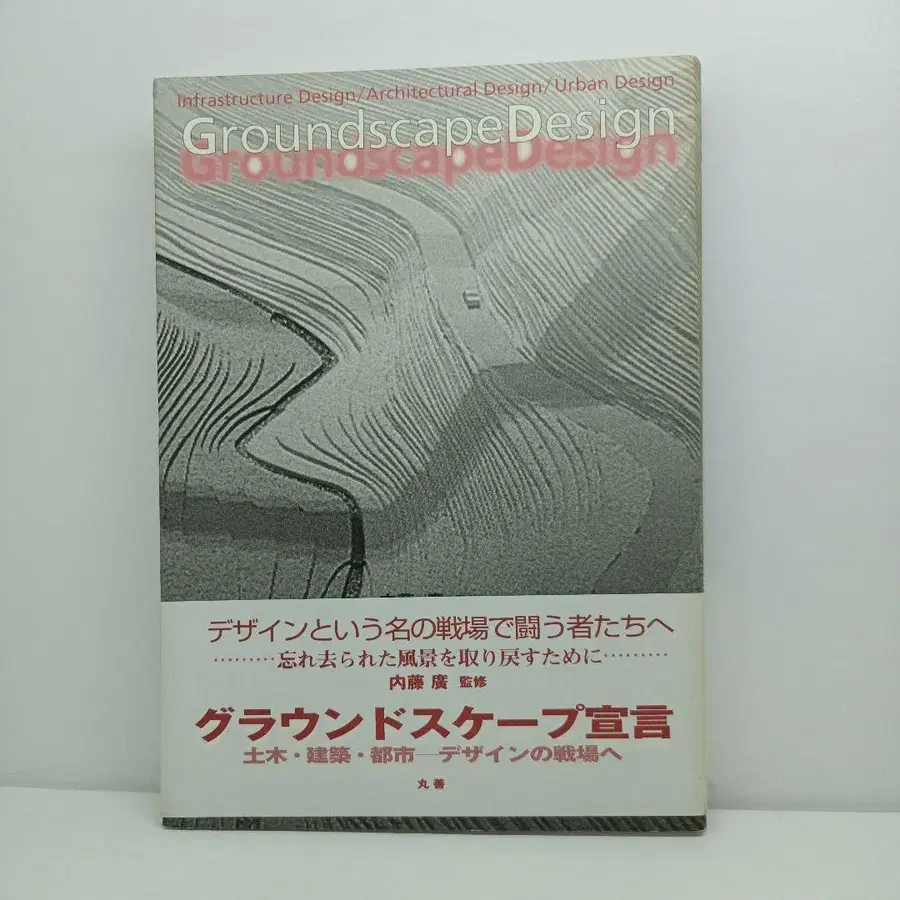 Infrastructure Design/Architectural Design/Urban Design
GroundscapeDesign
GroundscapeDesign
デザインという名の戦場で闘う者たちへ
………忘れ去られた風景を取り戻すために………
内藤 廣 監修
グラウンドスケープ宣言
土木・建築・都市―デザインの戦場へ
丸善